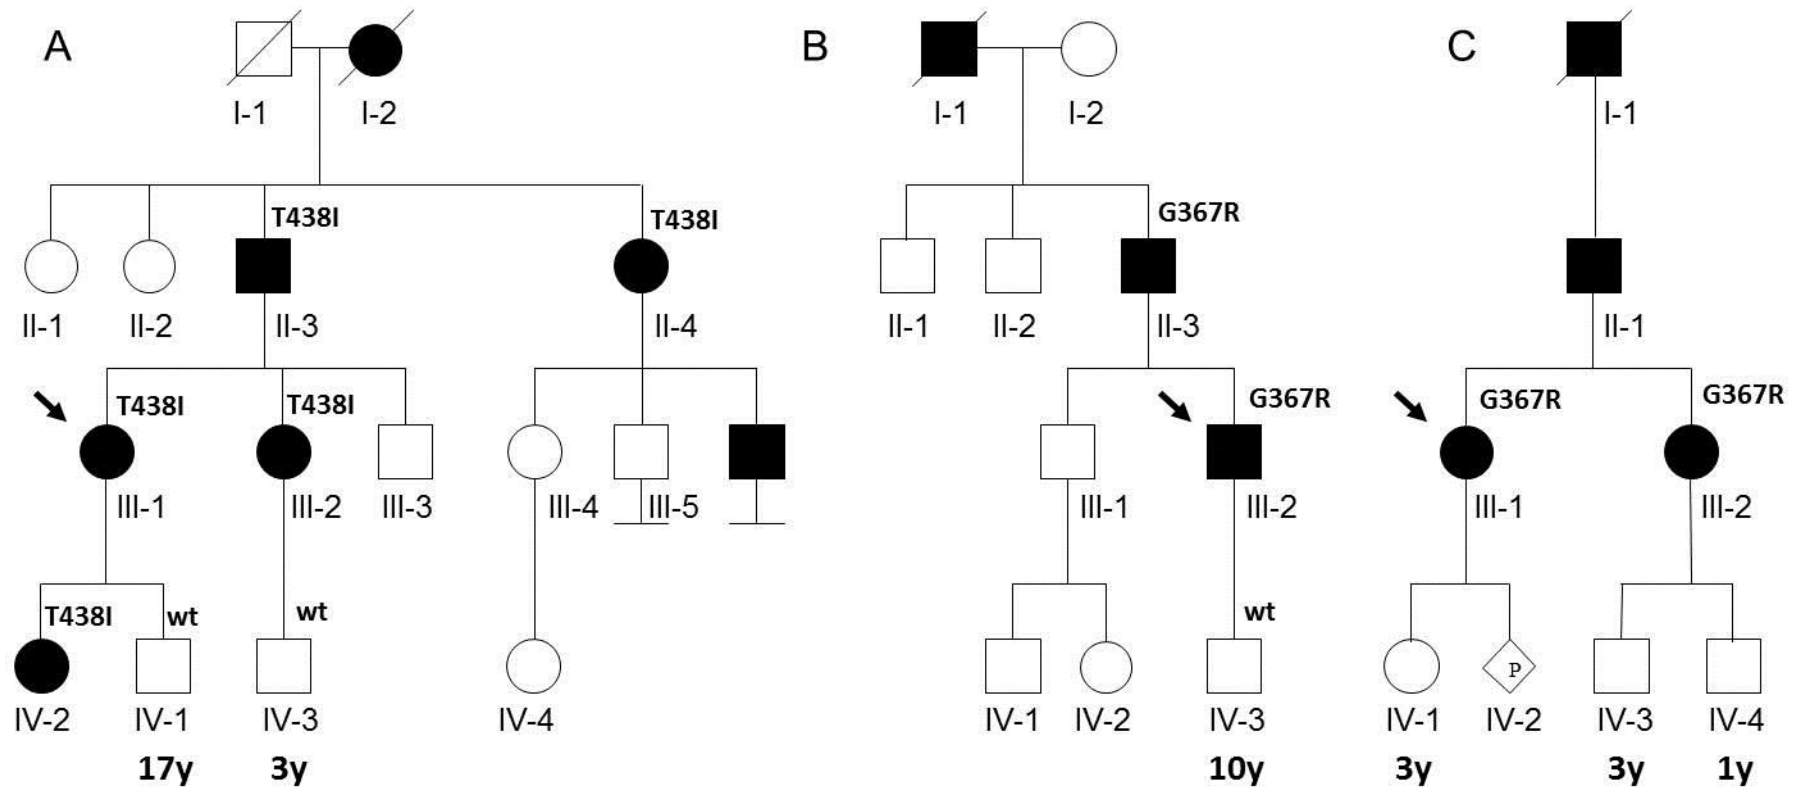 A B C
I-1 I-2 I-1 I-2 I-1
T438I T438I G367R
II-1 II-2 II-3 II-4 II-1 II-2 II-3 II-1
T438I T438I G367R G367R G367R
III-1 III-2 III-3 III-4 III-5 III-1 III-2 III-1 III-2
T438I wt wt wt
P
IV-2 IV-1 IV-3 IV-4 IV-1 IV-2 IV-3 IV-1 IV-2 IV-3 IV-4
17y 3y 10y 3y 3y 1y